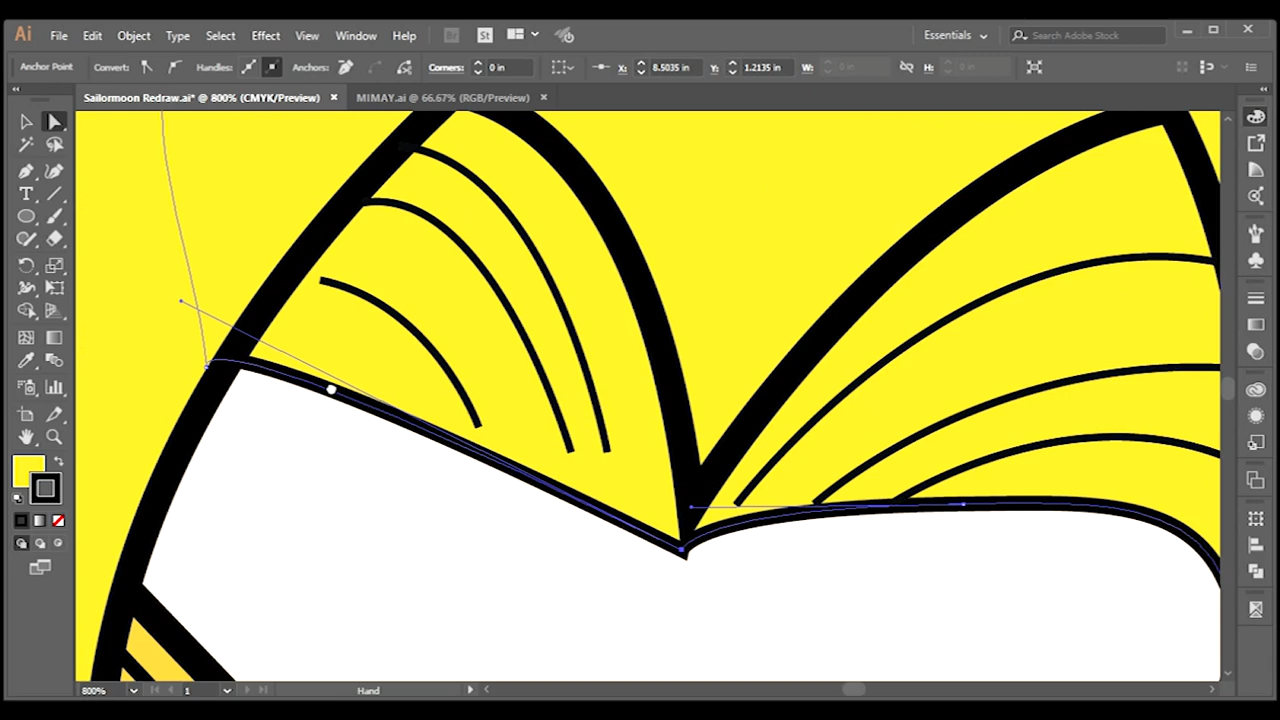 Ai File Edit Object Type Select Effect View Window Help Br St Essentials Search Adobe Stock
Anchor Point Convert: Handles: Anchors: Corners: 0 in X: 8.5035 in Y: 1.2135 in W: 0 in H: 0 in
Sailormoon Redraw.ai* @ 800% (CMYK/Preview) × MIMAY.ai @ 66.67% (RGB/Preview) ×
T
800% 1 Hand